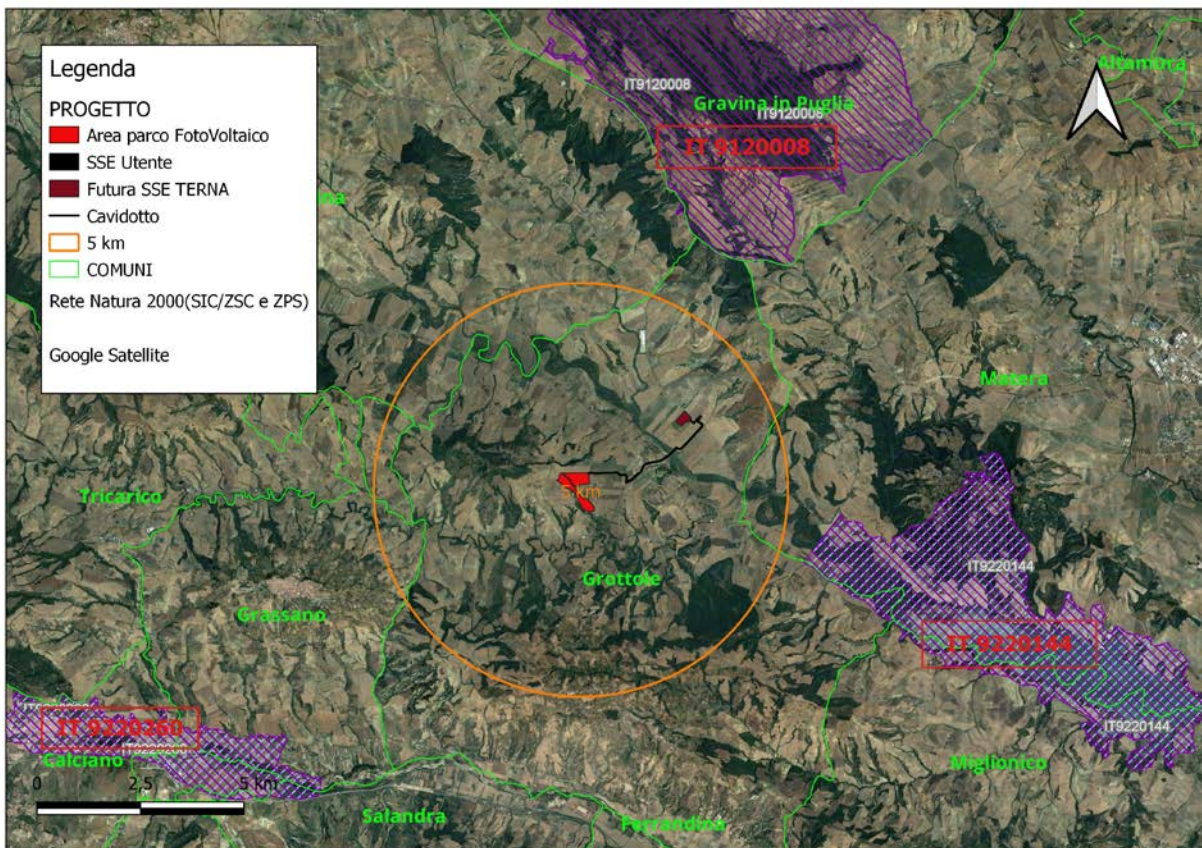 Legenda
PROGETTO
Area parco FotoVoltaico
SSE Utente
Futura SSE TERNA
Cavidotto
5 km
COMUNI
Rete Natura 2000(SIC/ZSC e ZPS)
Google Satellite
Altamura
IT9120008
Gravina in Puglia
IT9120008
IT 9120008
Matera
Tricarico
5 km
Grottole
IT9220144
Grassano
IT 9220144
IT 9220260
IT9220144
Calciano
Miglionico
0 2,5 5 km
Salandra
Ferrandina